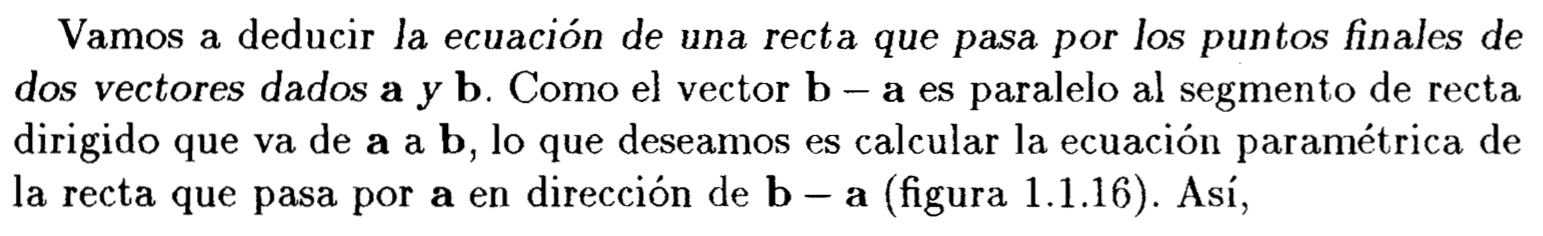 Vamos a deducir la ecuación de una recta que pasa por los puntos finales de
dos vectores dados a y b. Como el vector b – a es paralelo al segmento de recta
dirigido que va de a a b, lo que deseamos es calcular la ecuación paramétrica de
la recta que pasa por a en dirección de b – a (figura 1.1.16). Así,